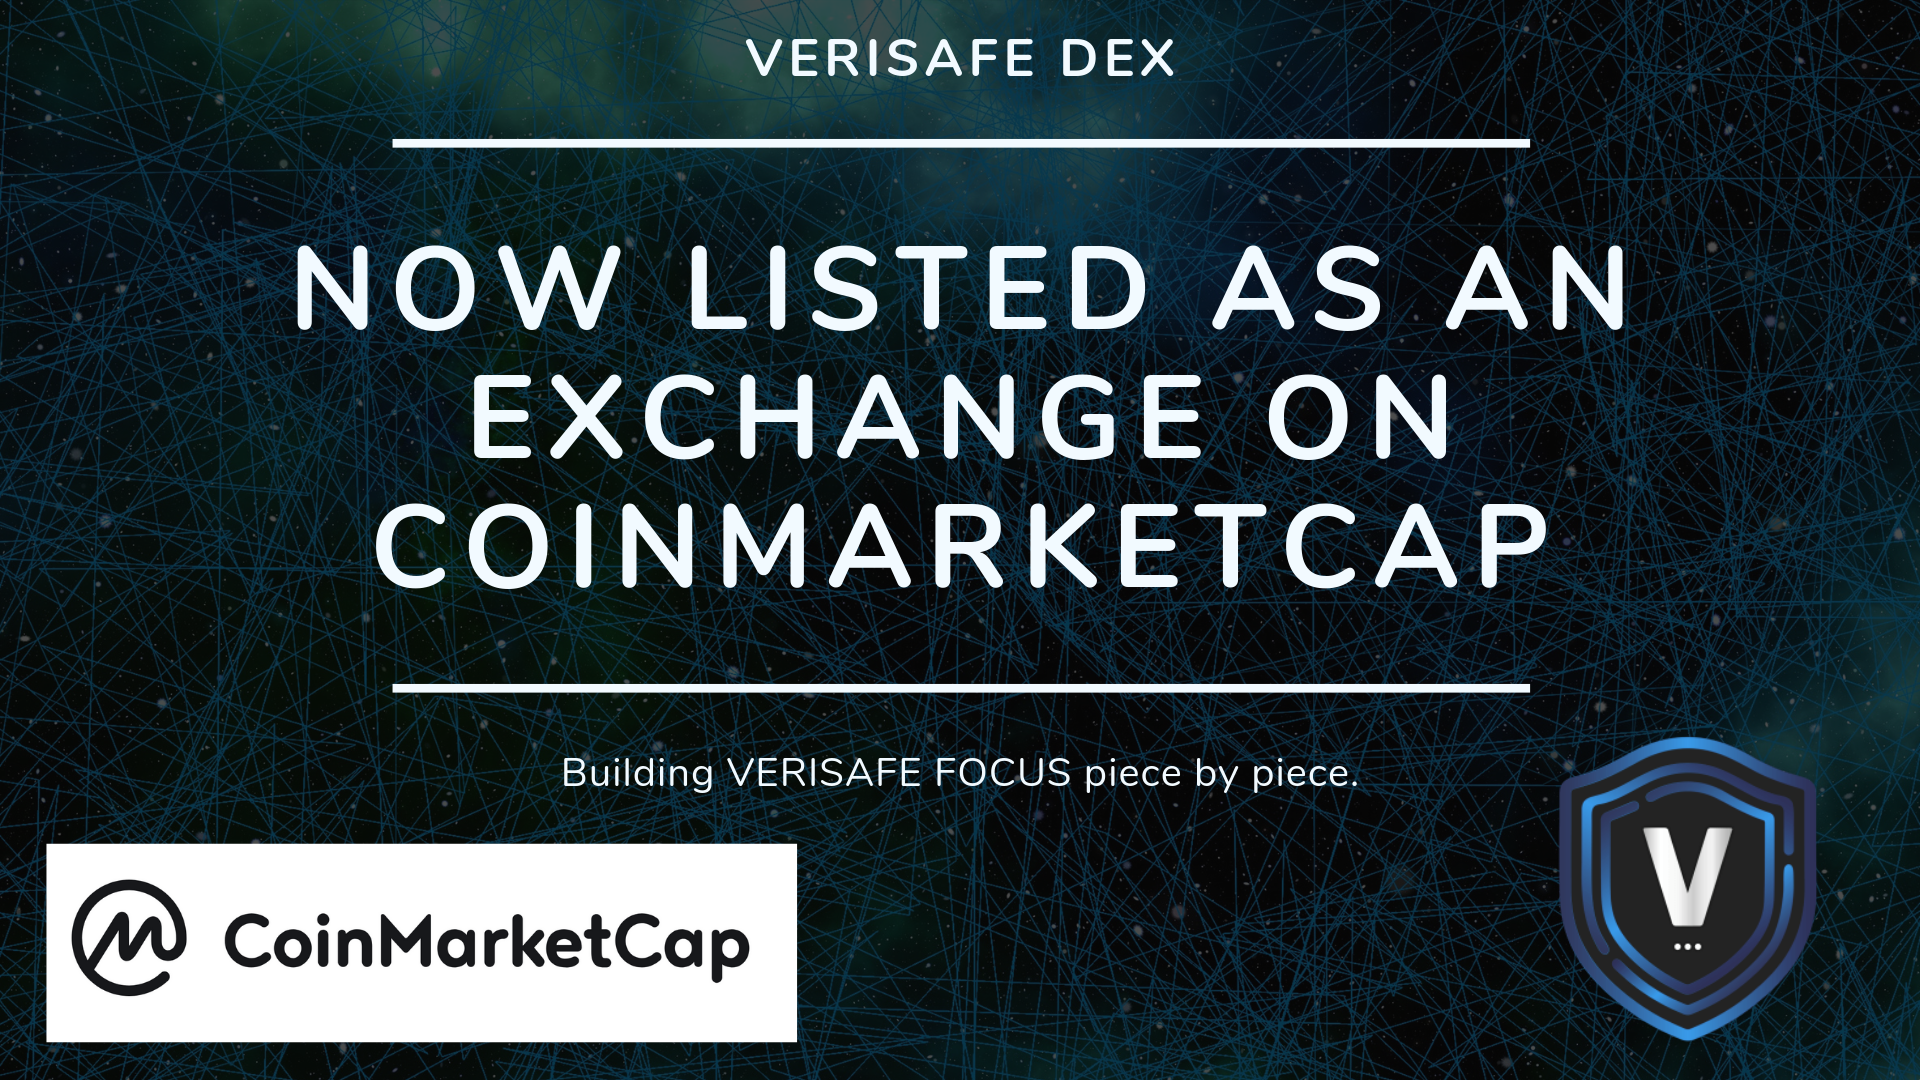 VERISAFE DEX
NOW LISTED AS AN
EXCHANGE ON
COINMARKETCAP
Building VERISAFE FOCUS piece by piece.
CoinMarketCap
V